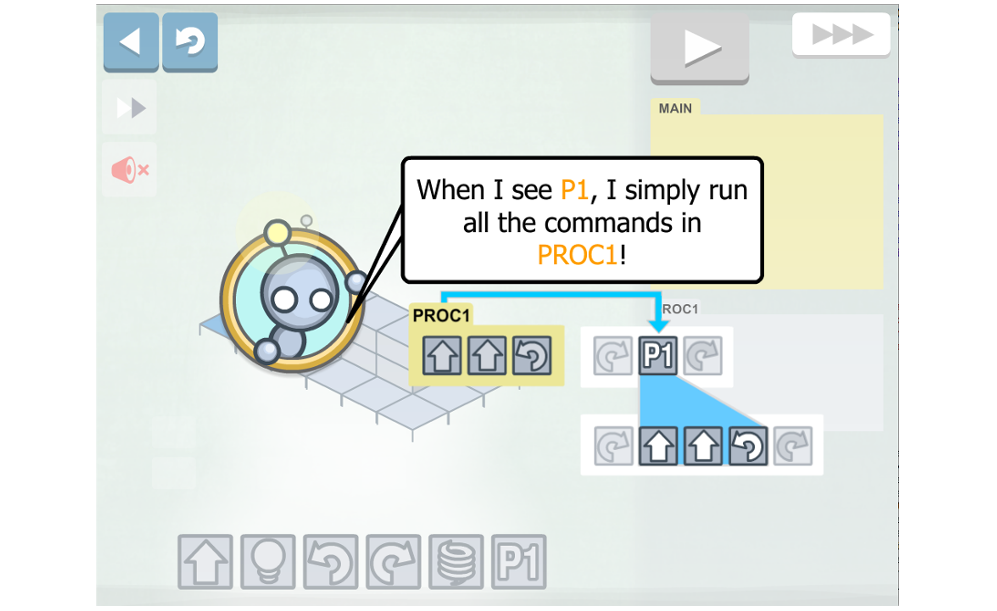 MAIN
When I see P1, I simply run
all the commands in
PROC1!
PROC1
ROC1
P1
P1